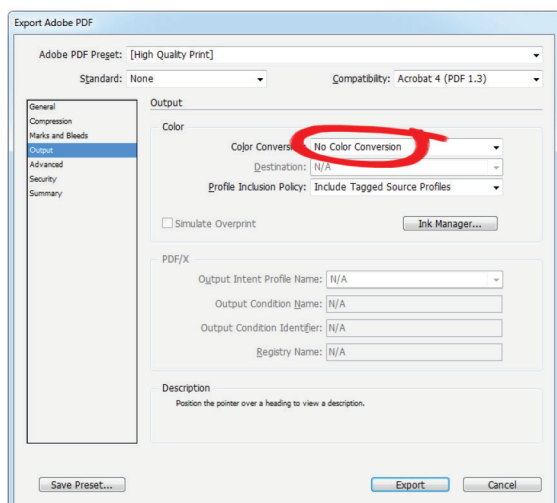 Export Adobe PDF
Adobe PDF Preset: [High Quality Print]
Standard: None Compatibility: Acrobat 4 (PDF 1.3)
General
Compression
Marks and Bleeds
Output
Advanced
Security
Summary
Output
Color
Color Conversi No Color Conversion
Destination: N/A
Profile Inclusion Policy: Include Tagged Source Profiles
Simulate Overprint Ink Manager...
PDF/X
Output Intent Profile Name: N/A
Output Condition Name: N/A
Output Condition Identifier: N/A
Registry Name: N/A
Description
Position the pointer over a heading to view a description.
Save Preset... Export Cancel